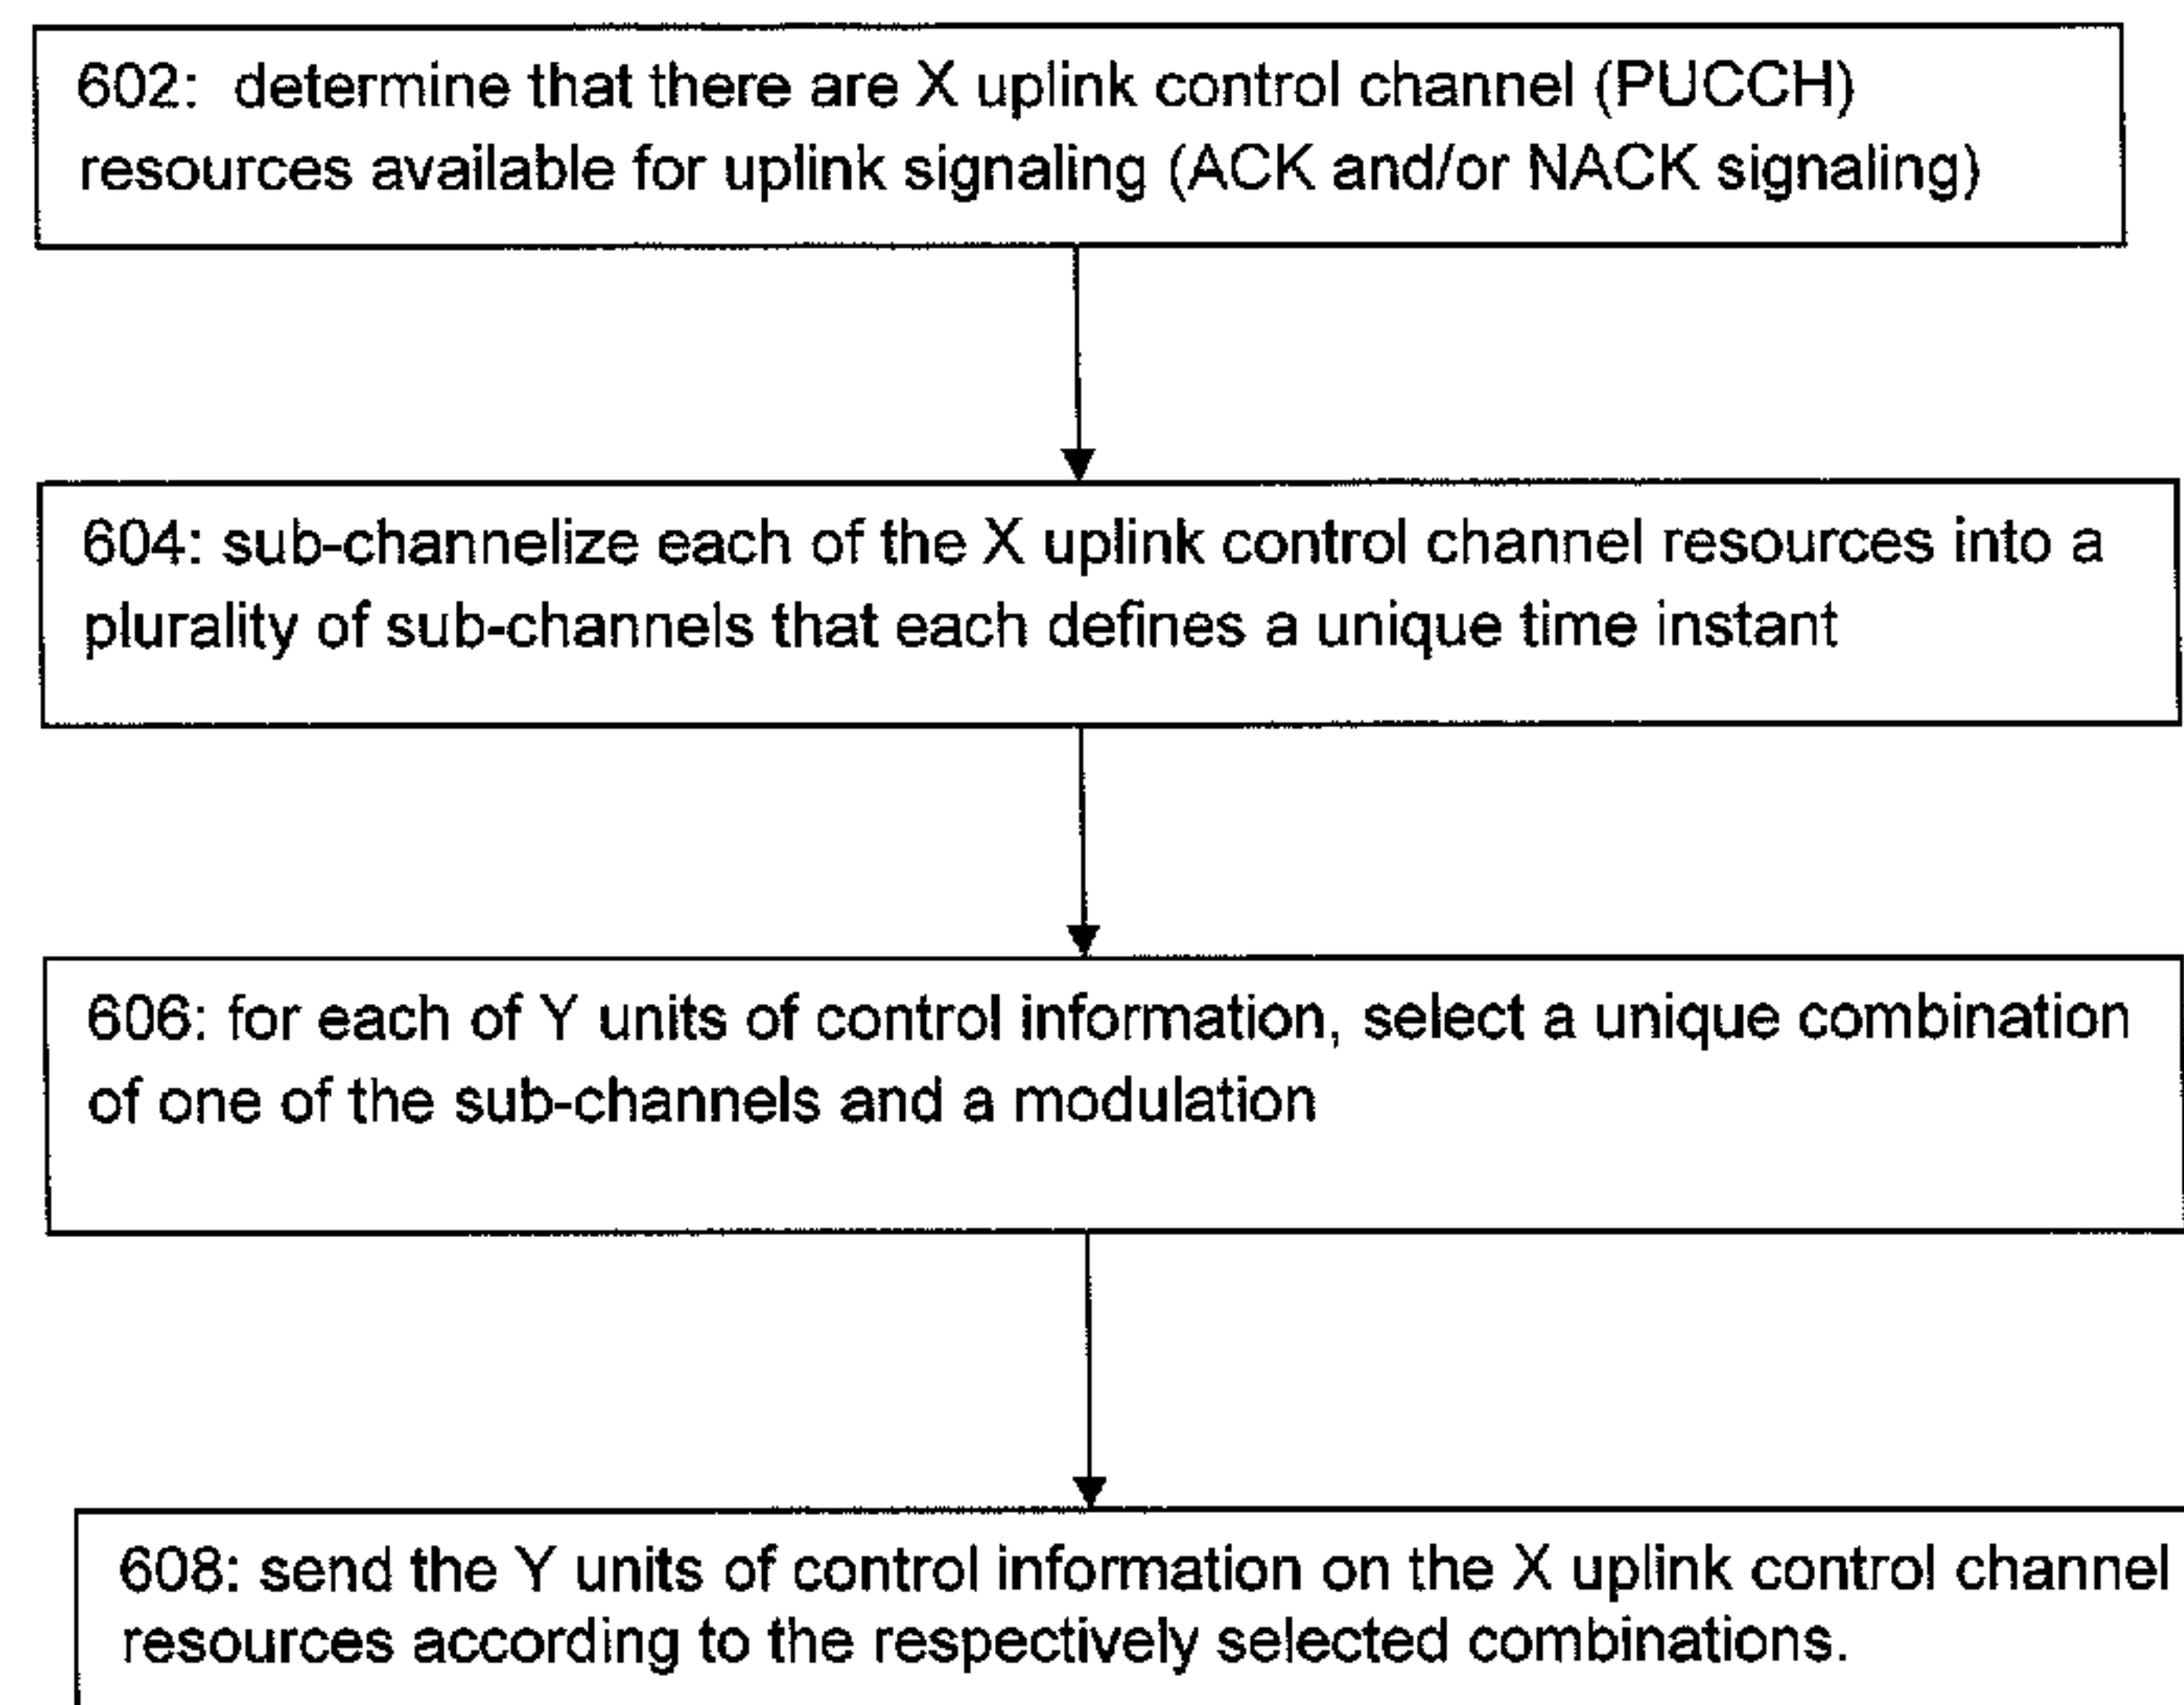 602: determine that there are X uplink control channel (PUCCH)
resources available for uplink signaling (ACK and/or NACK signaling)
604: sub-channelize each of the X uplink control channel resources into a
plurality of sub-channels that each defines a unique time instant
606: for each of Y units of control information, select a unique combination
of one of the sub-channels and a modulation
608: send the Y units of control information on the X uplink control channel
resources according to the respectively selected combinations.